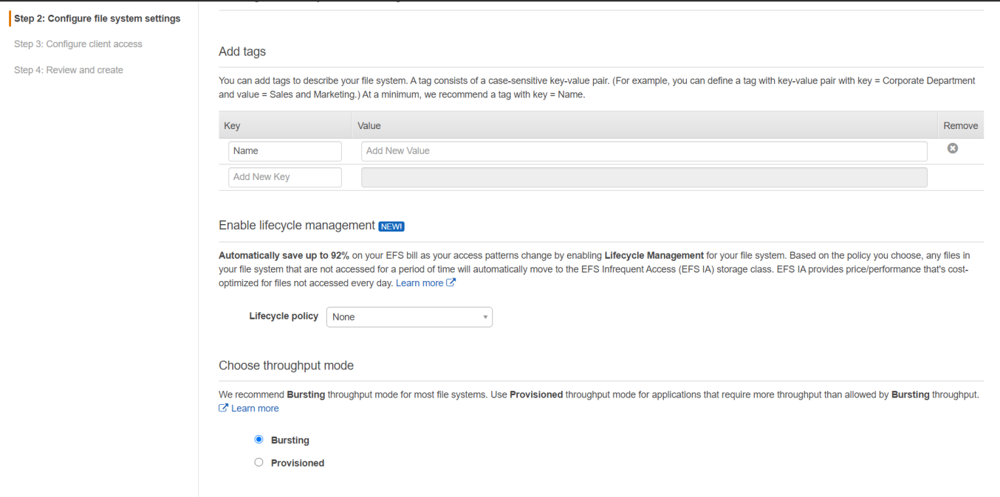 Step 2: Configure file system settings
Step 3: Configure client access
Step 4: Review and create
Add tags
You can add tags to describe your file system. A tag consists of a case-sensitive key-value pair. (For example, you can define a tag with key-value pair with key = Corporate Department
and value = Sales and Marketing.) At a minimum, we recommend a tag with key = Name.
Key Value Remove
Name Add New Value
Add New Key
Enable lifecycle management NEW!
Automatically save up to 92% on your EFS bill as your access patterns change by enabling Lifecycle Management for your file system. Based on the policy you choose, any files in
your file system that are not accessed for a period of time will automatically move to the EFS Infrequent Access (EFS IA) storage class. EFS IA provides price/performance that's cost-
optimized for files not accessed every day. Learn more
Lifecycle policy None
Choose throughput mode
We recommend Bursting throughput mode for most file systems. Use Provisioned throughput mode for applications that require more throughput than allowed by Bursting throughput.
Learn more
Bursting
Provisioned